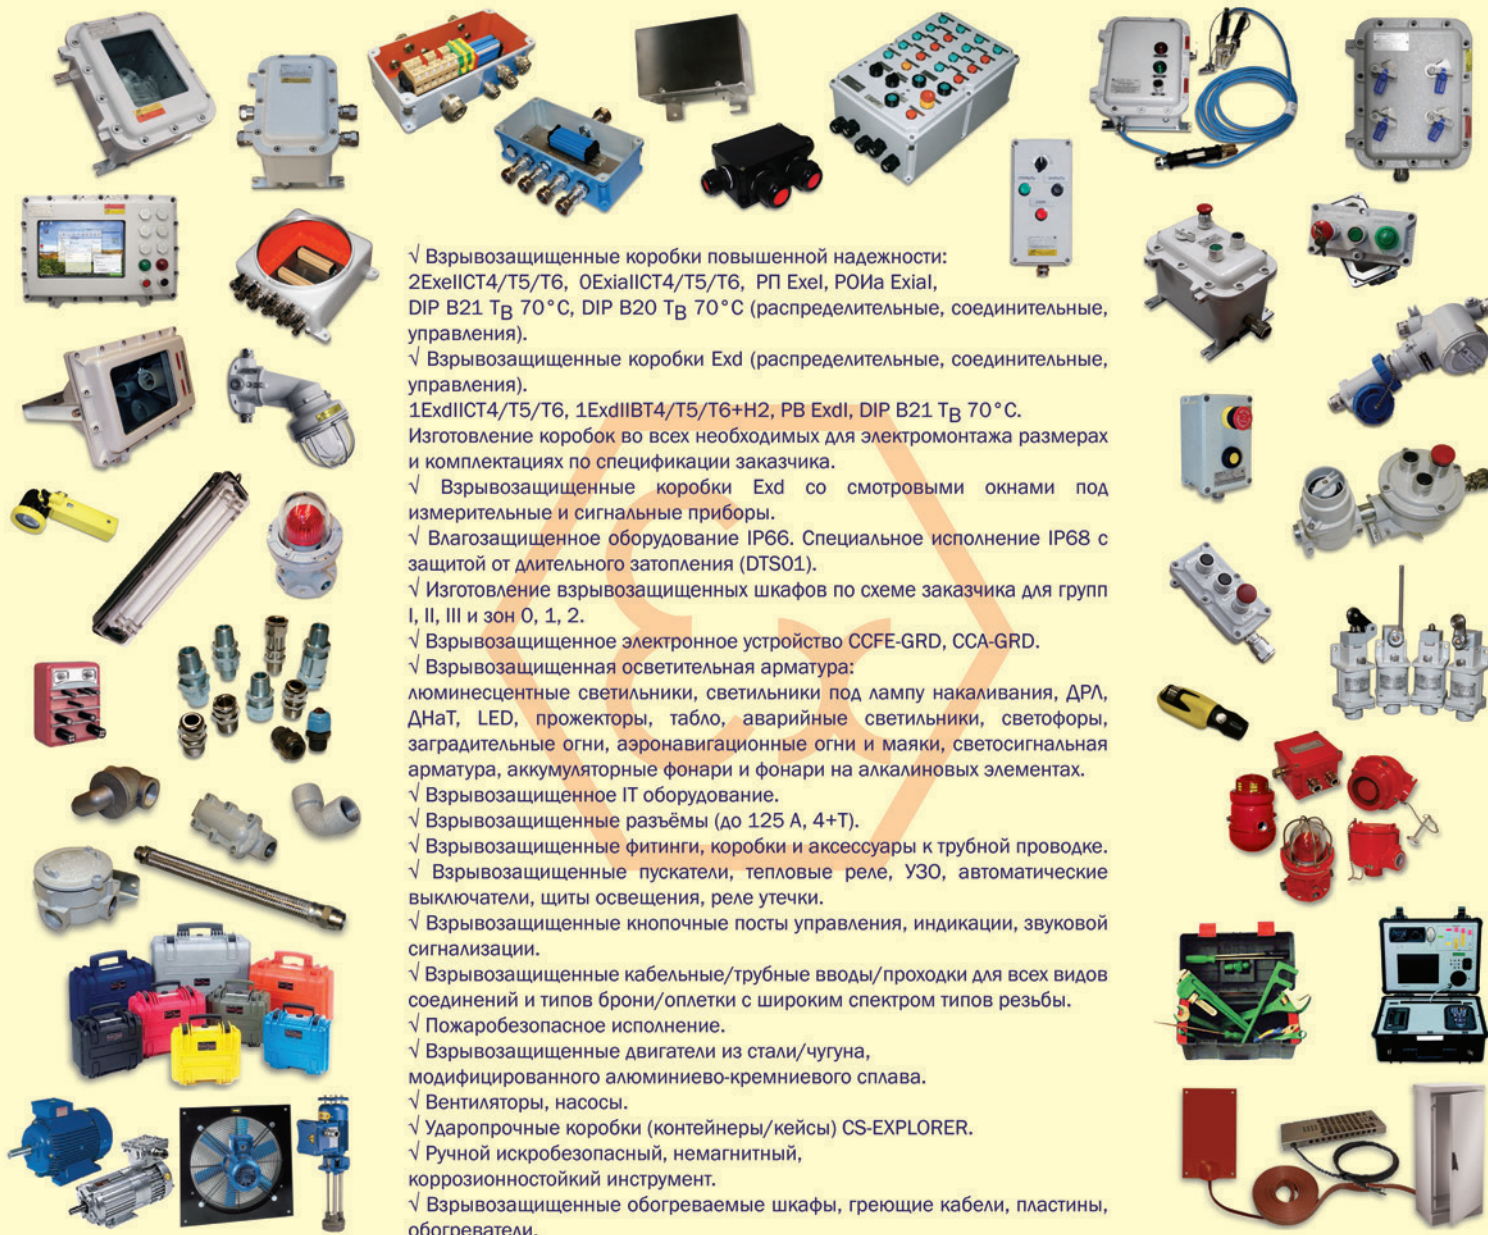 √ Взрывозащищенные коробки повышенной надежности:
2ExeIICT4/T5/T6, 0ExiaIICT4/T5/T6, РП ExeI, РОИа ExiaI,
DIP B21 TB 70°C, DIP B20 TB 70°C (распределительные, соединительные,
управления).
√ Взрывозащищенные коробки Exd (распределительные, соединительные,
управления).
1ExdIICT4/T5/T6, 1ExdIIBT4/T5/T6+H2, РВ ExdI, DIP B21 TB 70°C.
Изготовление коробок во всех необходимых для электромонтажа размерах
и комплектациях по спецификации заказчика.
√ Взрывозащищенные коробки Exd со смотровыми окнами под
измерительные и сигнальные приборы.
√ Влагозащищенное оборудование IP66. Специальное исполнение IP68 с
защитой от длительного затопления (DTS01).
√ Изготовление взрывозащищенных шкафов по схеме заказчика для групп
I, II, III и зон 0, 1, 2.
√ Взрывозащищенное электронное устройство CCFE-GRD, CCA-GRD.
√ Взрывозащищенная осветительная арматура:
люминесцентные светильники, светильники под лампу накаливания, ДРЛ,
ДНаТ, LED, прожекторы, табло, аварийные светильники, светофоры,
заградительные огни, аэронавигационные огни и маяки, светосигнальная
арматура, аккумуляторные фонари и фонари на алкалиновых элементах.
√ Взрывозащищенное IT оборудование.
√ Взрывозащищенные разъёмы (до 125 А, 4+Т).
√ Взрывозащищенные фитинги, коробки и аксессуары к трубной проводке.
√ Взрывозащищенные пускатели, тепловые реле, УЗО, автоматические
выключатели, щиты освещения, реле утечки.
√ Взрывозащищенные кнопочные посты управления, индикации, звуковой
сигнализации.
√ Взрывозащищенные кабельные/трубные вводы/проходки для всех видов
соединений и типов брони/оплетки с широким спектром типов резьбы.
√ Пожаробезопасное исполнение.
√ Взрывозащищенные двигатели из стали/чугуна,
модифицированного алюминиево-кремниевого сплава.
√ Вентиляторы, насосы.
√ Ударопрочные коробки (контейнеры/кейсы) CS-EXPLORER.
√ Ручной искробезопасный, немагнитный,
коррозионностойкий инструмент.
√ Взрывозащищенные обогреваемые шкафы, греющие кабели, пластины,
обогреватели.
Ex